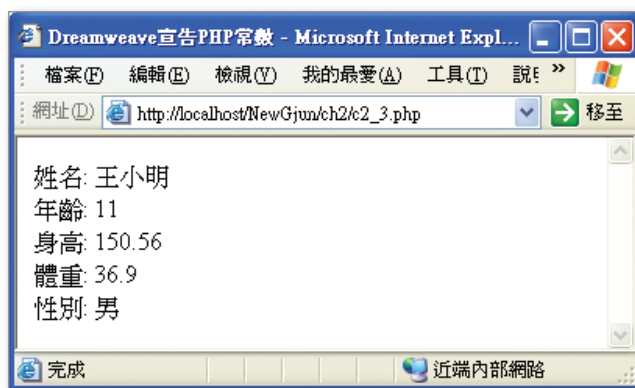 Dreamweave宣告PHP常數 - Microsoft Internet Expl...
檔案(F) 編輯(E) 檢視(V) 我的最愛(A) 工具(T) »
網址(D) http://localhost/NewGjun/ch2/c2_3.php 移至
姓名: 王小明
年齡: 11
身高: 150.56
體重: 36.9
性別: 男
完成 近端內部網路